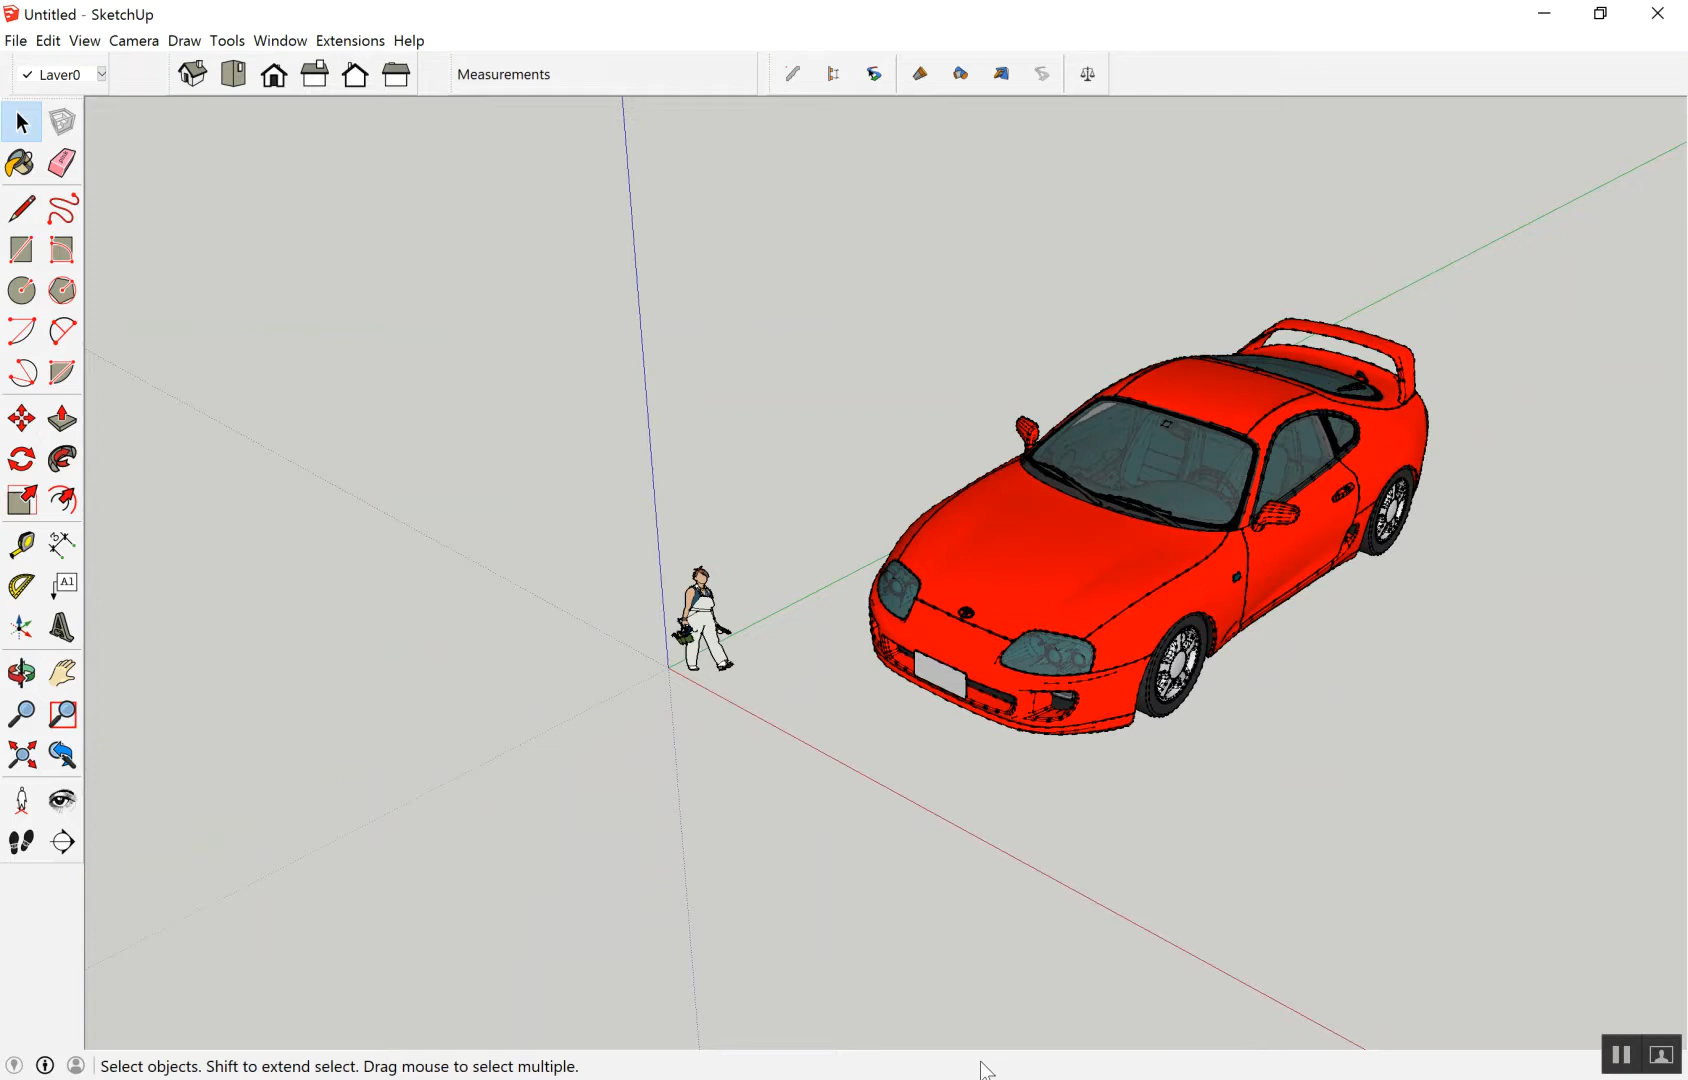 Untitled - SketchUp
File Edit View Camera Draw Tools Window Extensions Help
Layer0
Measurements
A1
Select objects. Shift to extend select. Drag mouse to select multiple.